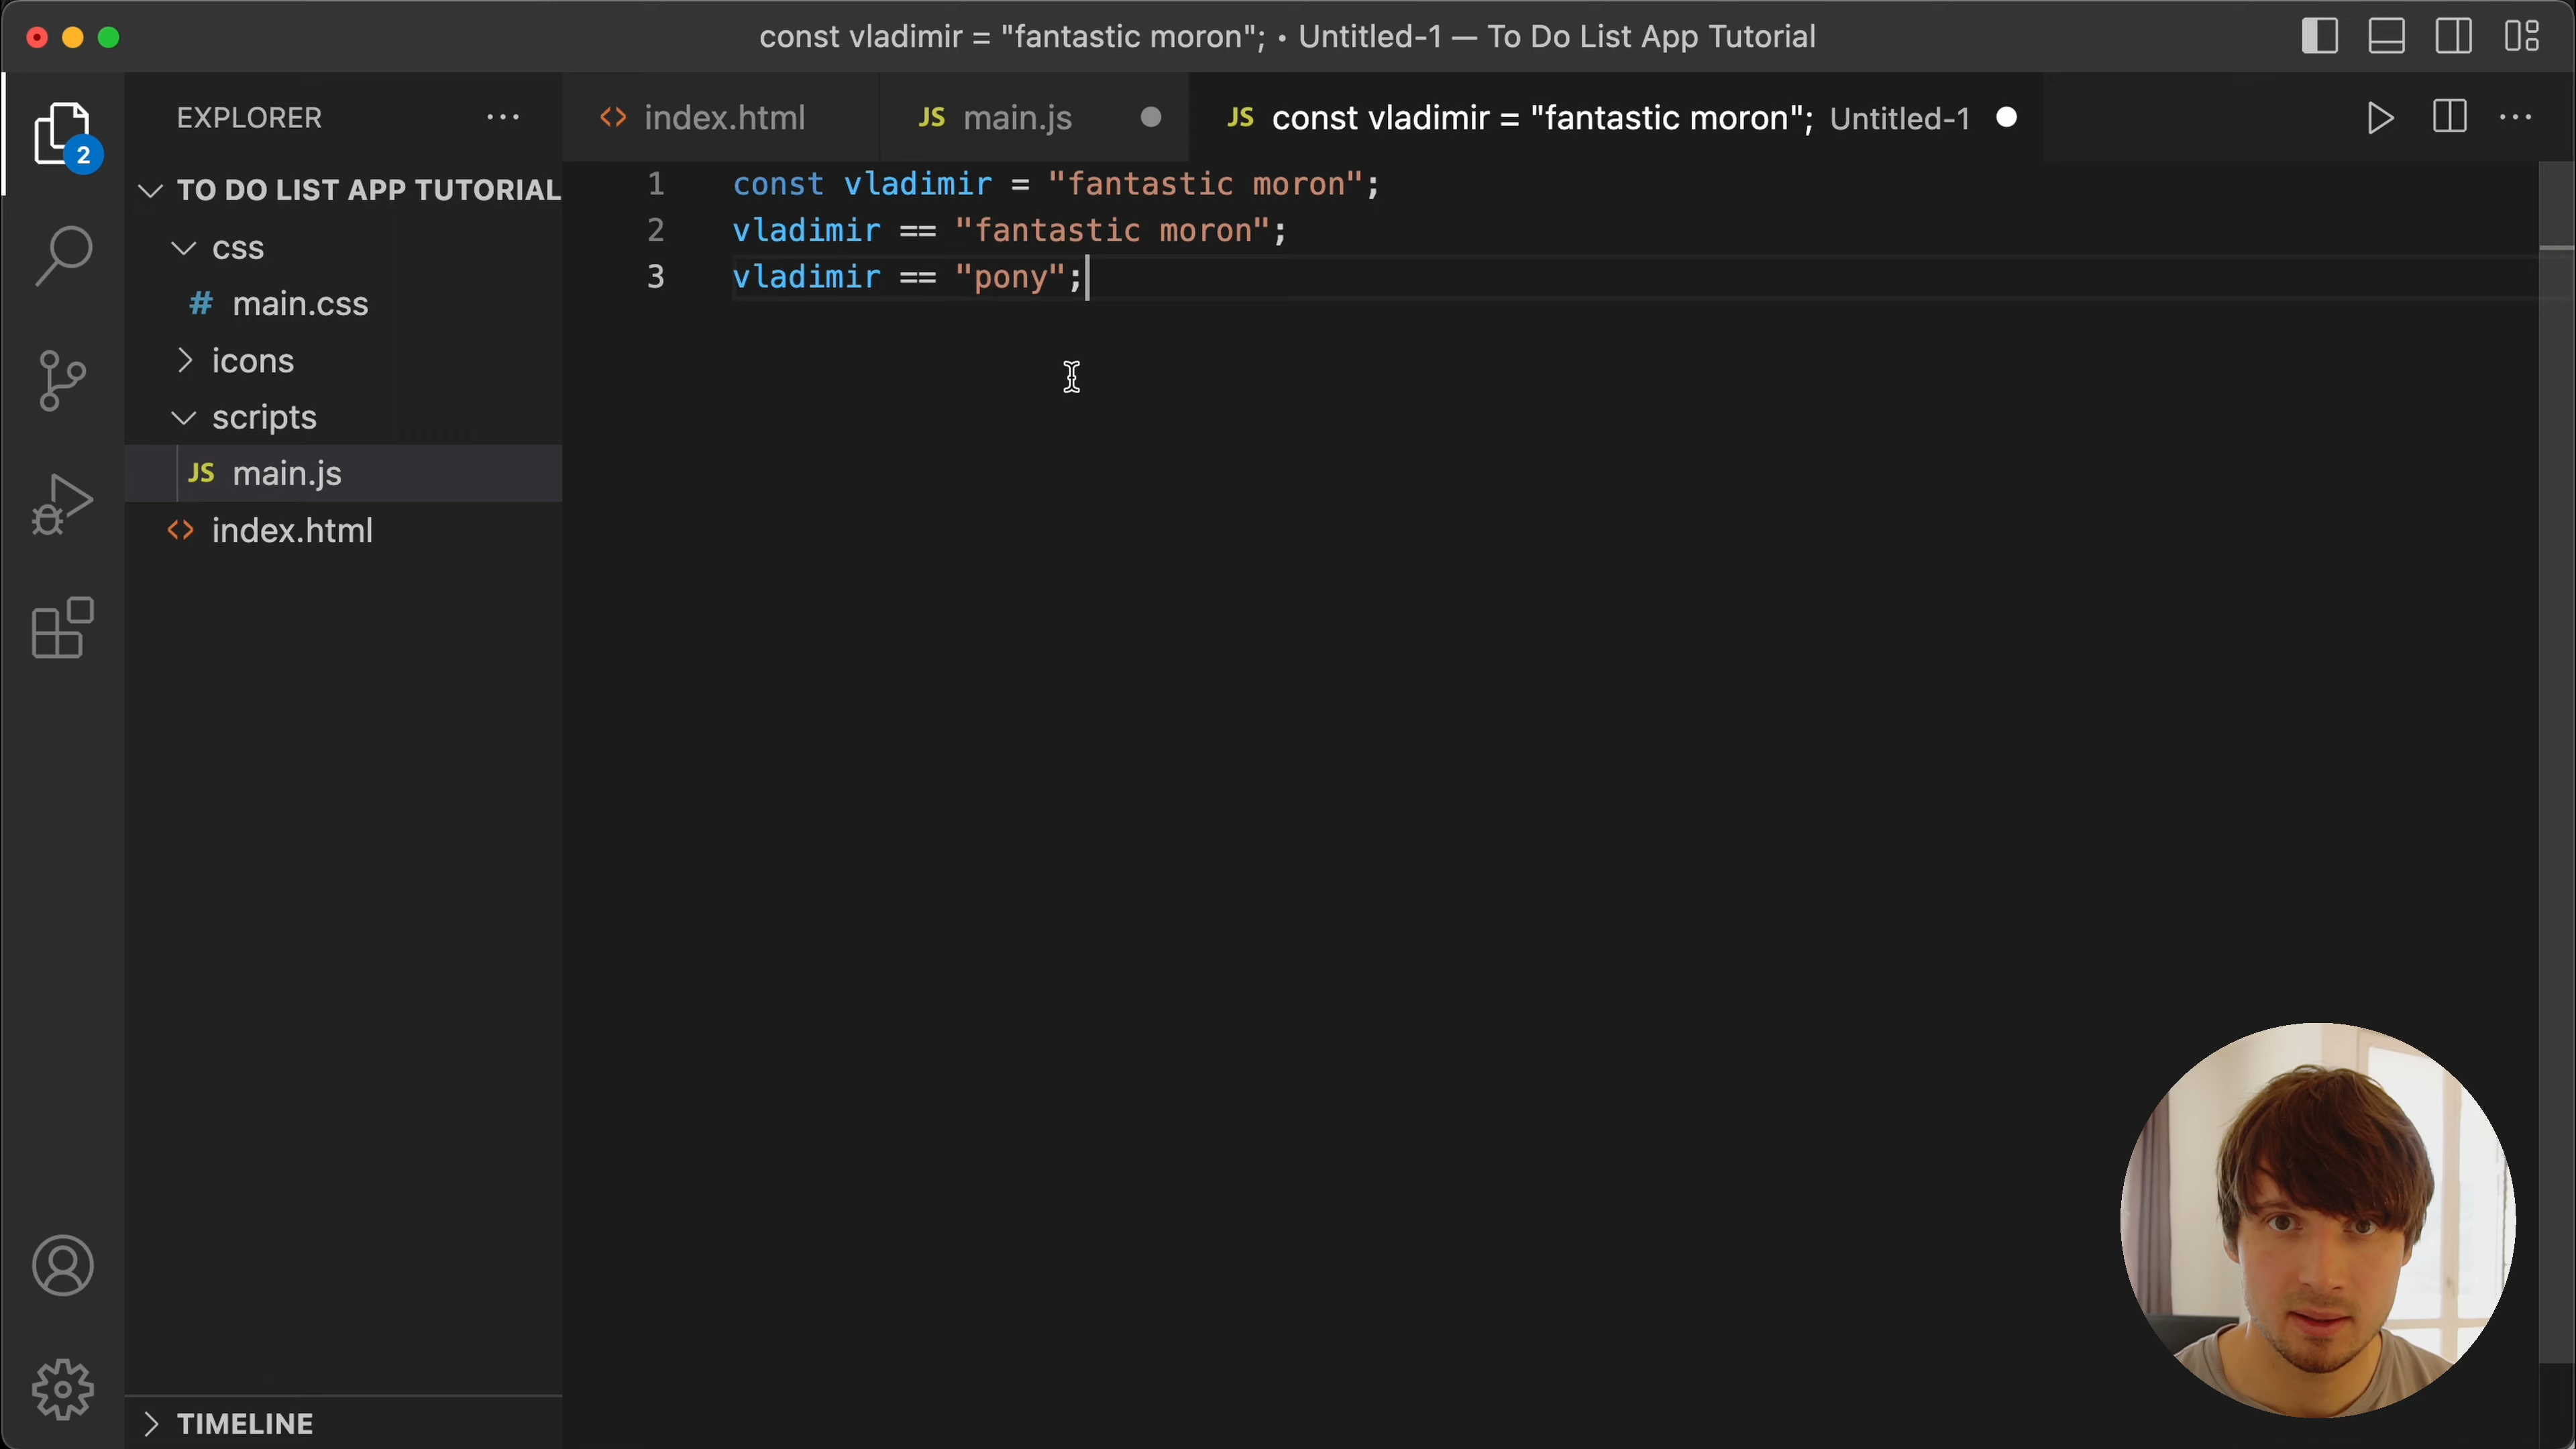 const vladimir = "fantastic moron"; • Untitled-1 — To Do List App Tutorial
EXPLORER
2
TO DO LIST APP TUTORIAL
css
# main.css
icons
scripts
JS main.js
<> index.html
TIMELINE
<> index.html
JS main.js
JS const vladimir = "fantastic moron"; Untitled-1
1 const vladimir = "fantastic moron";
2 vladimir == "fantastic moron";
3 vladimir == "pony";